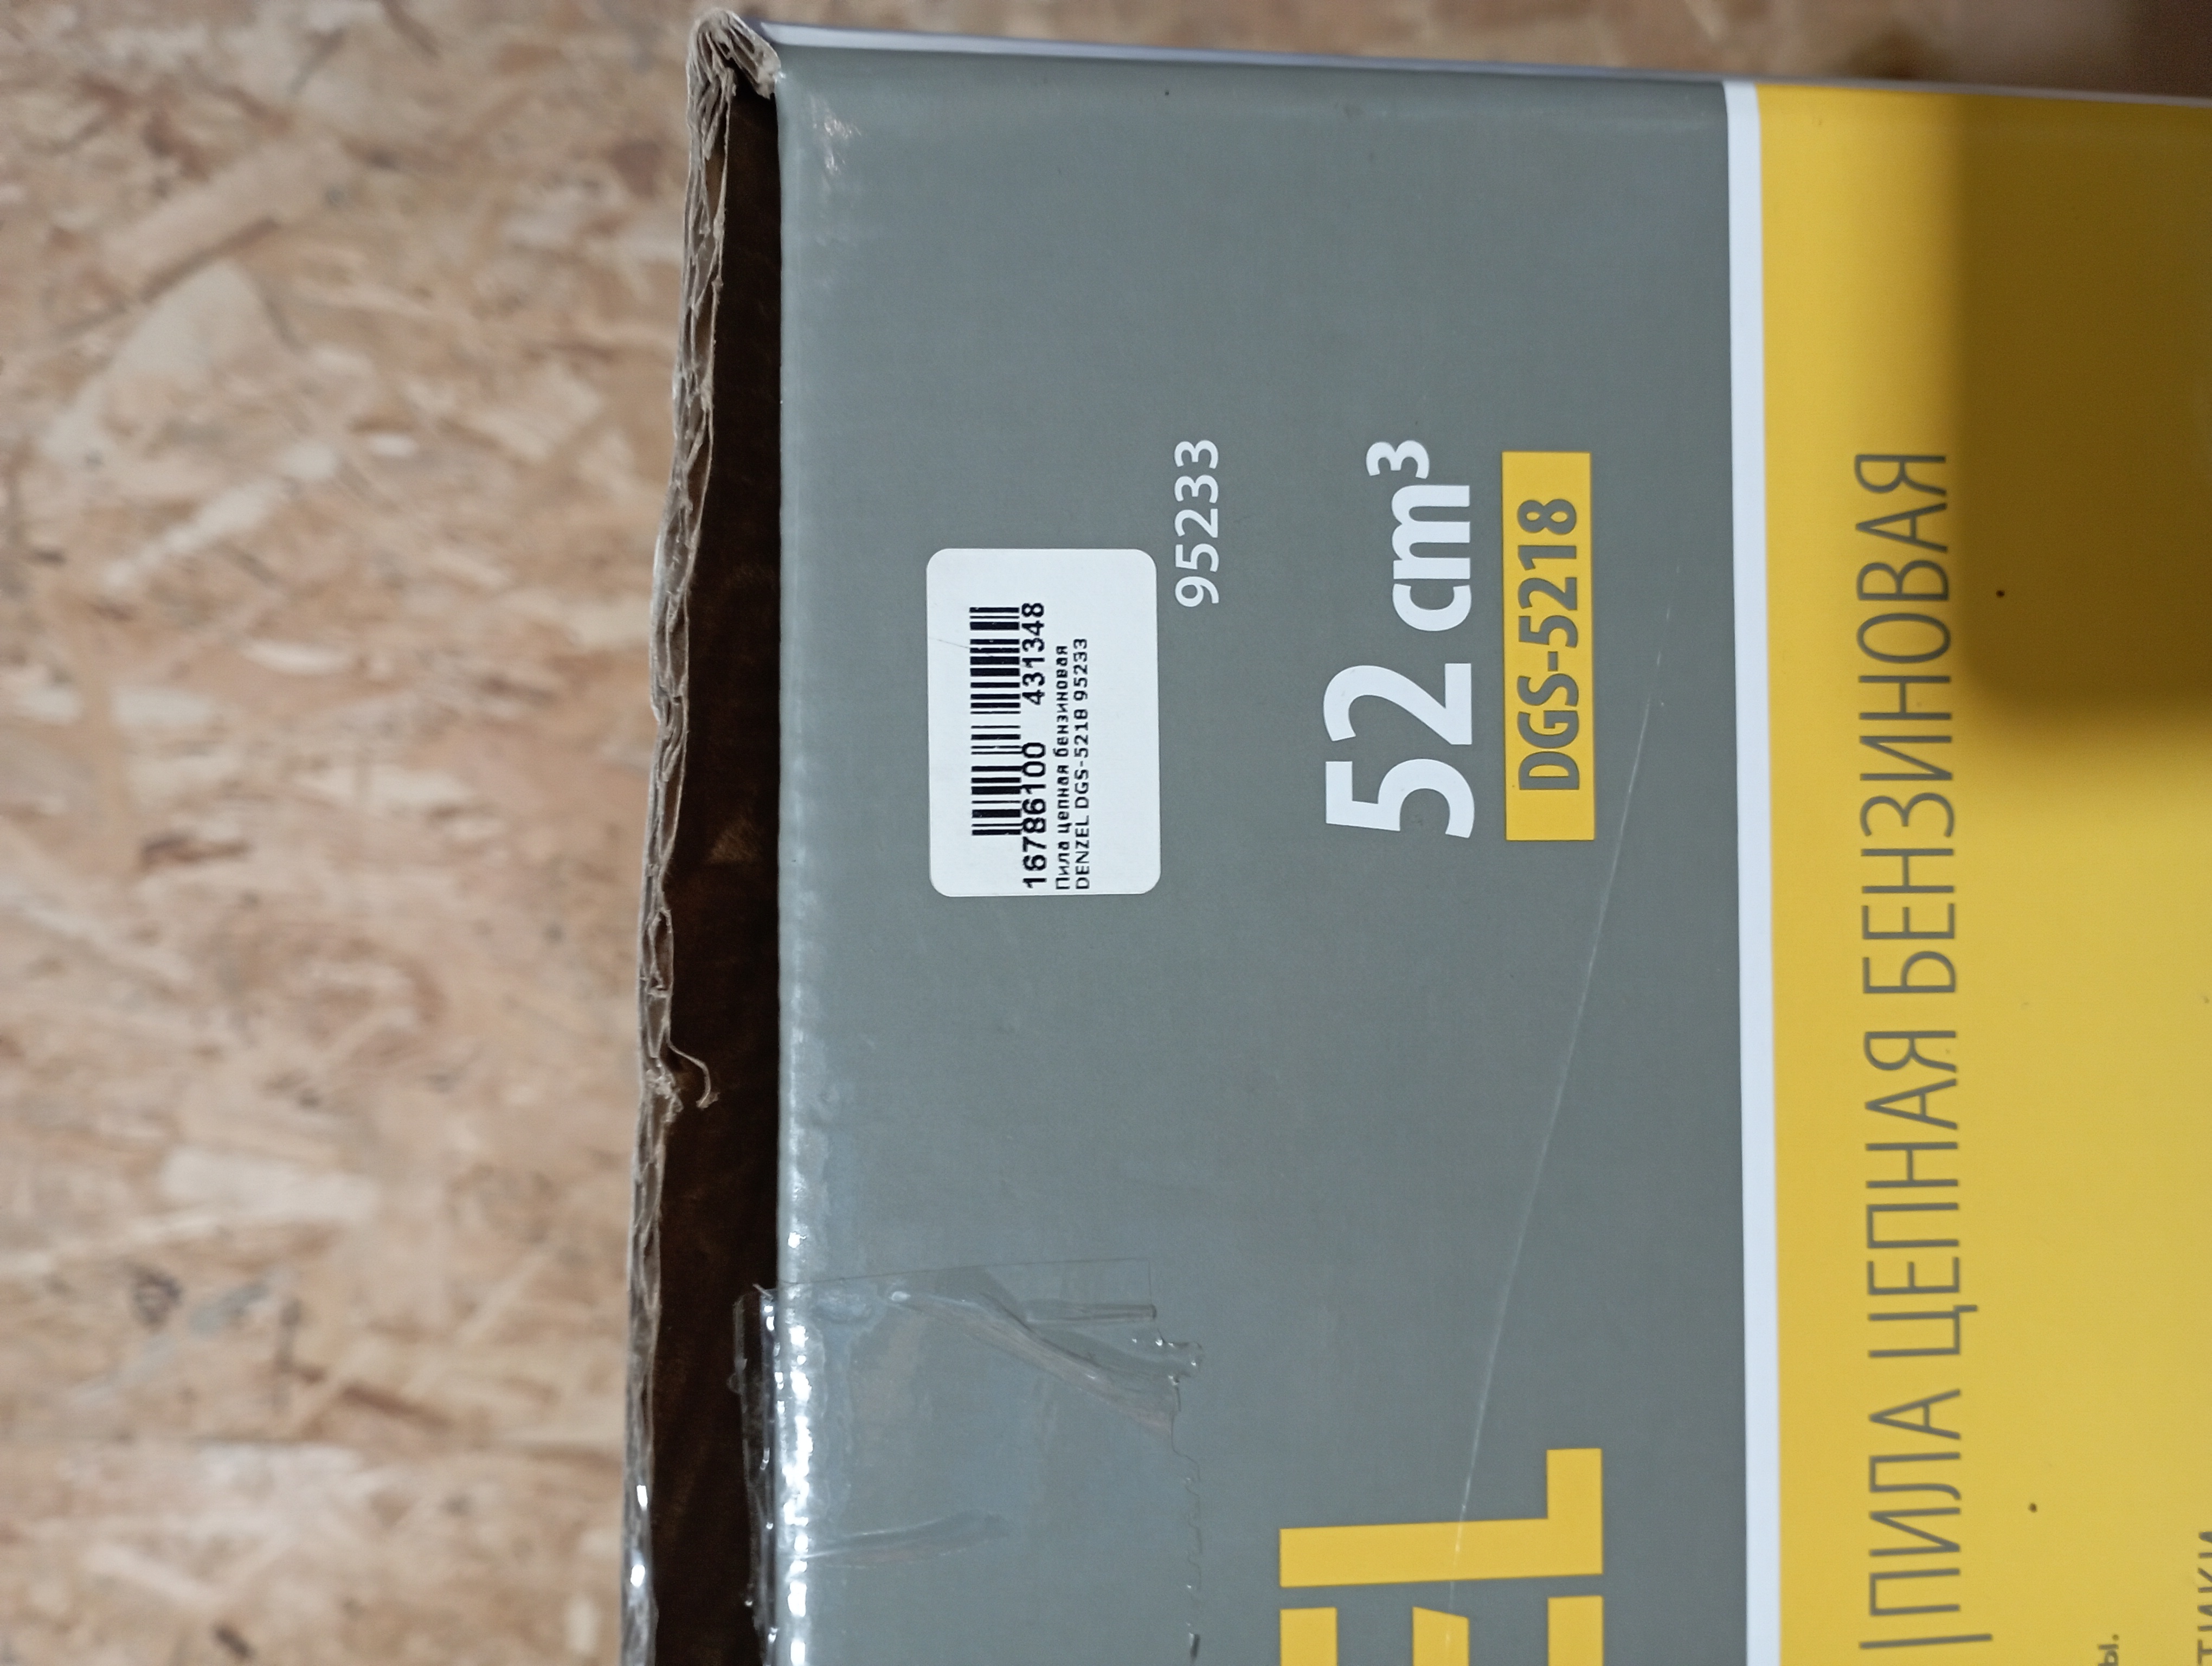 16786100 431348
Пила цепная бензиновая
DENZEL DGS-5218 95233
95233
52 cm³
DGS-5218
EL
ПИЛА ЦЕПНАЯ БЕНЗИНОВАЯ